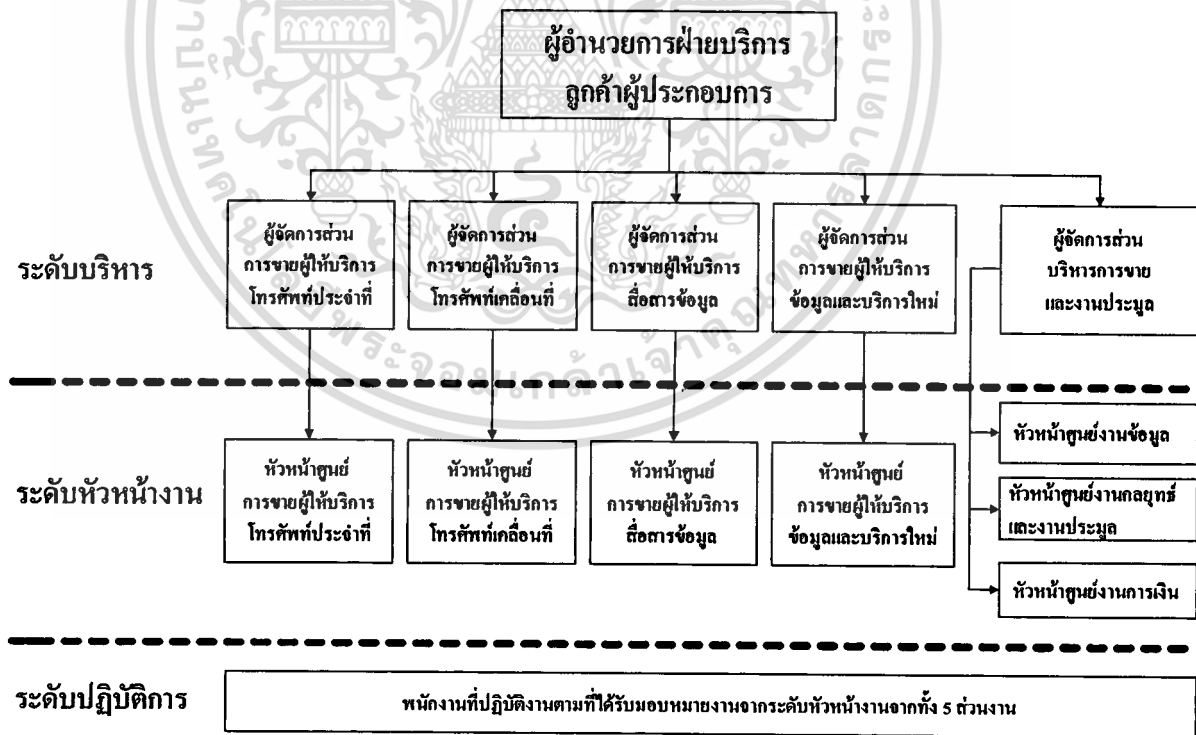 ผู้อำนวยการฝ่ายบริการ
ลูกค้าผู้ประกอบการ
ระดับบริหาร
ผู้จัดการส่วน
การขายผู้ให้บริการ
โทรศัพท์ประจำที่
ผู้จัดการส่วน
การขายผู้ให้บริการ
โทรศัพท์เคลื่อนที่
ผู้จัดการส่วน
การขายผู้ให้บริการ
สื่อสารข้อมูล
ผู้จัดการส่วน
การขายผู้ให้บริการ
ข้อมูลและบริการใหม่
ผู้จัดการส่วน
บริหารการขาย
และงานประมูล
พระจอมเกล้าเจ้าคุณทหารลาดกระ
ระดับหัวหน้างาน
หัวหน้าศูนย์
การขายผู้ให้บริการ
โทรศัพท์ประจำที่
หัวหน้าศูนย์
การขายผู้ให้บริการ
โทรศัพท์เคลื่อนที่
หัวหน้าศูนย์
การขายผู้ให้บริการ
สื่อสารข้อมูล
หัวหน้าศูนย์
การขายผู้ให้บริการ
ข้อมูลและบริการใหม่
หัวหน้าศูนย์งานข้อมูล
หัวหน้าศูนย์งานกลยุทธ์
และงานประมูล
หัวหน้าศูนย์งานการเงิน
ระดับปฏิบัติการ
พนักงานที่ปฏิบัติงานตามที่ได้รับมอบหมายงานจากระดับหัวหน้างานจากทั้ง 5 ส่วนงาน